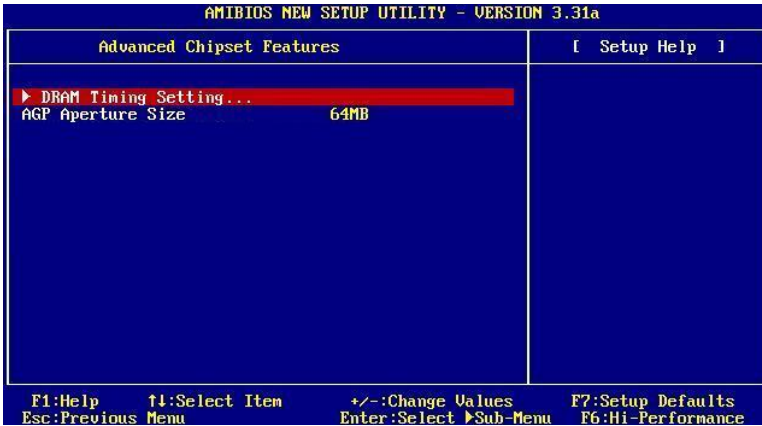 AMIBIOS NEW SETUP UTILITY - VERSION 3.31a
Advanced Chipset Features
[ Setup Help ]
▶ DRAM Timing Setting...
AGP Aperture Size 64MB
F1:Help ↑↓:Select Item +/-:Change Values F7:Setup Defaults
Esc:Previous Menu Enter:Select ▶Sub-Menu F6:Hi-Performance